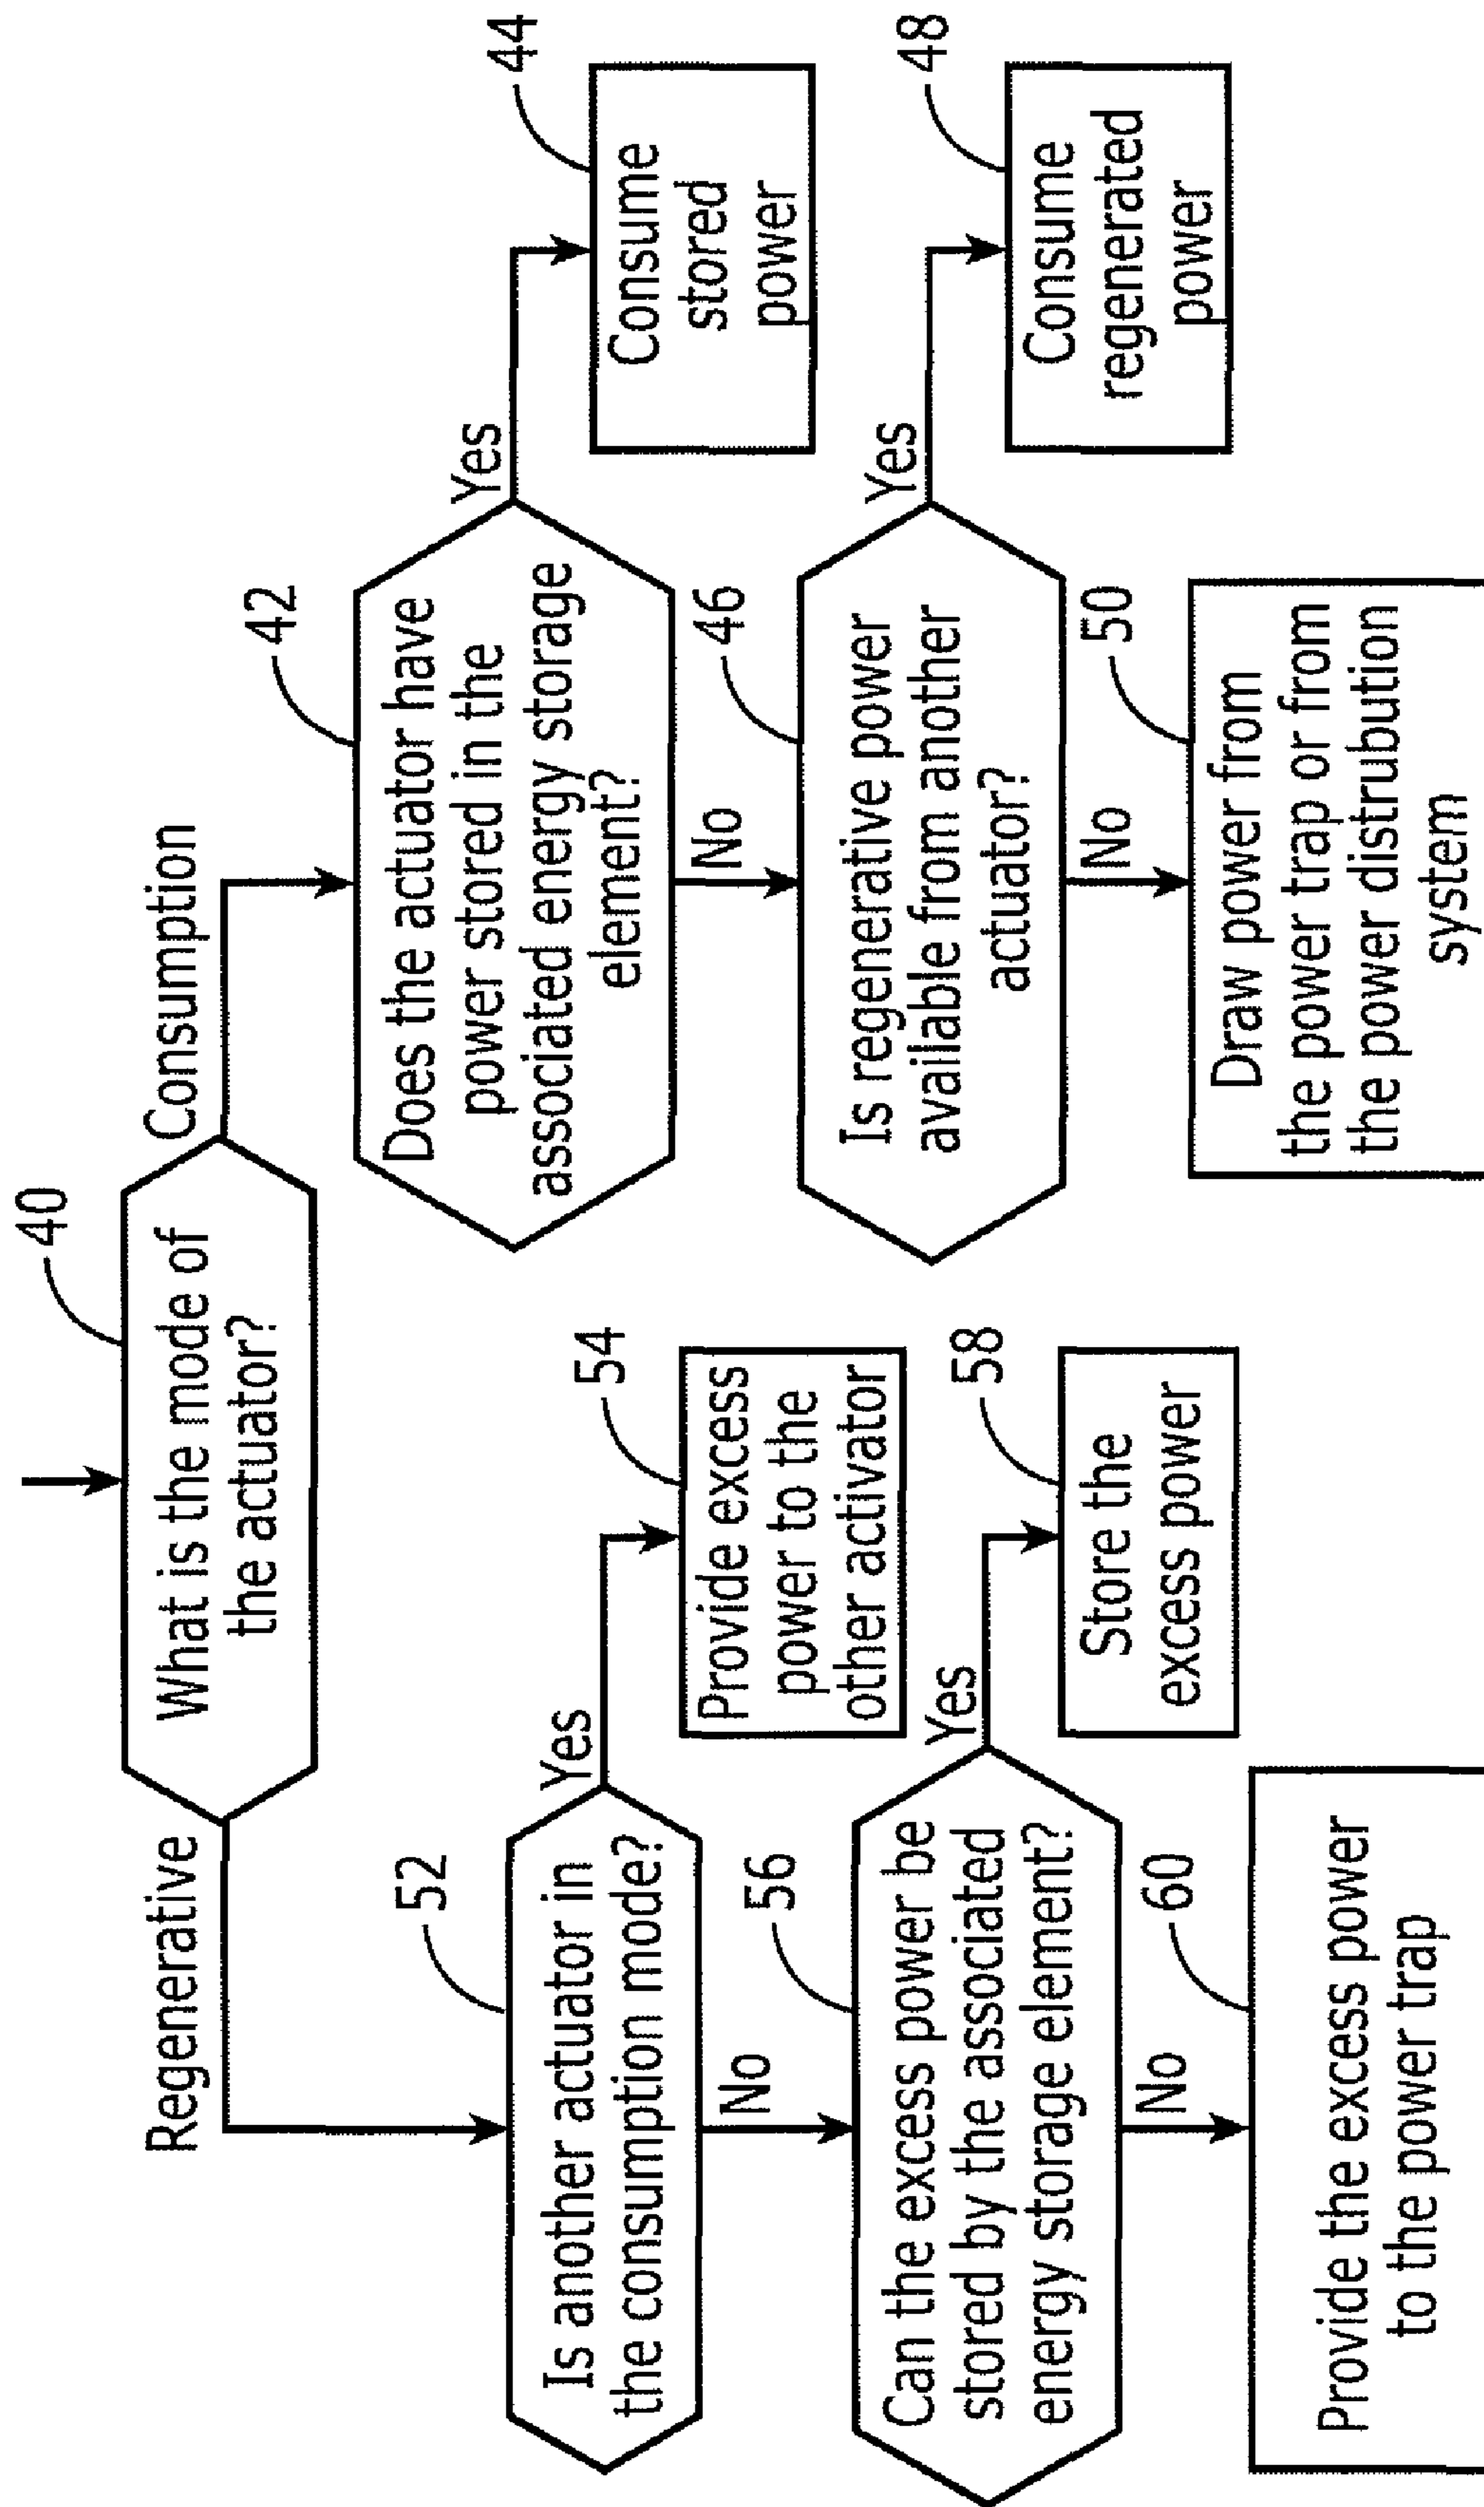 40
What is the mode of
the actuator?
Regenerative
Consumption
52
Is another actuator in
the consumption mode?
Yes
54
Provide excess
power to the
other activator
No
56
Can the excess power be
stored by the associated
energy storage element?
Yes
58
Store the
excess power
No
60
Provide the excess power
to the power trap
42
Does the actuator have
power stored in the
associated energy storage
element?
Yes
44
Consume
stored
power
No
46
Is regenerative power
available from another
actuator?
Yes
48
Consume
regenerated
power
No
50
Draw power from
the power trap or from
the power distrubution
system